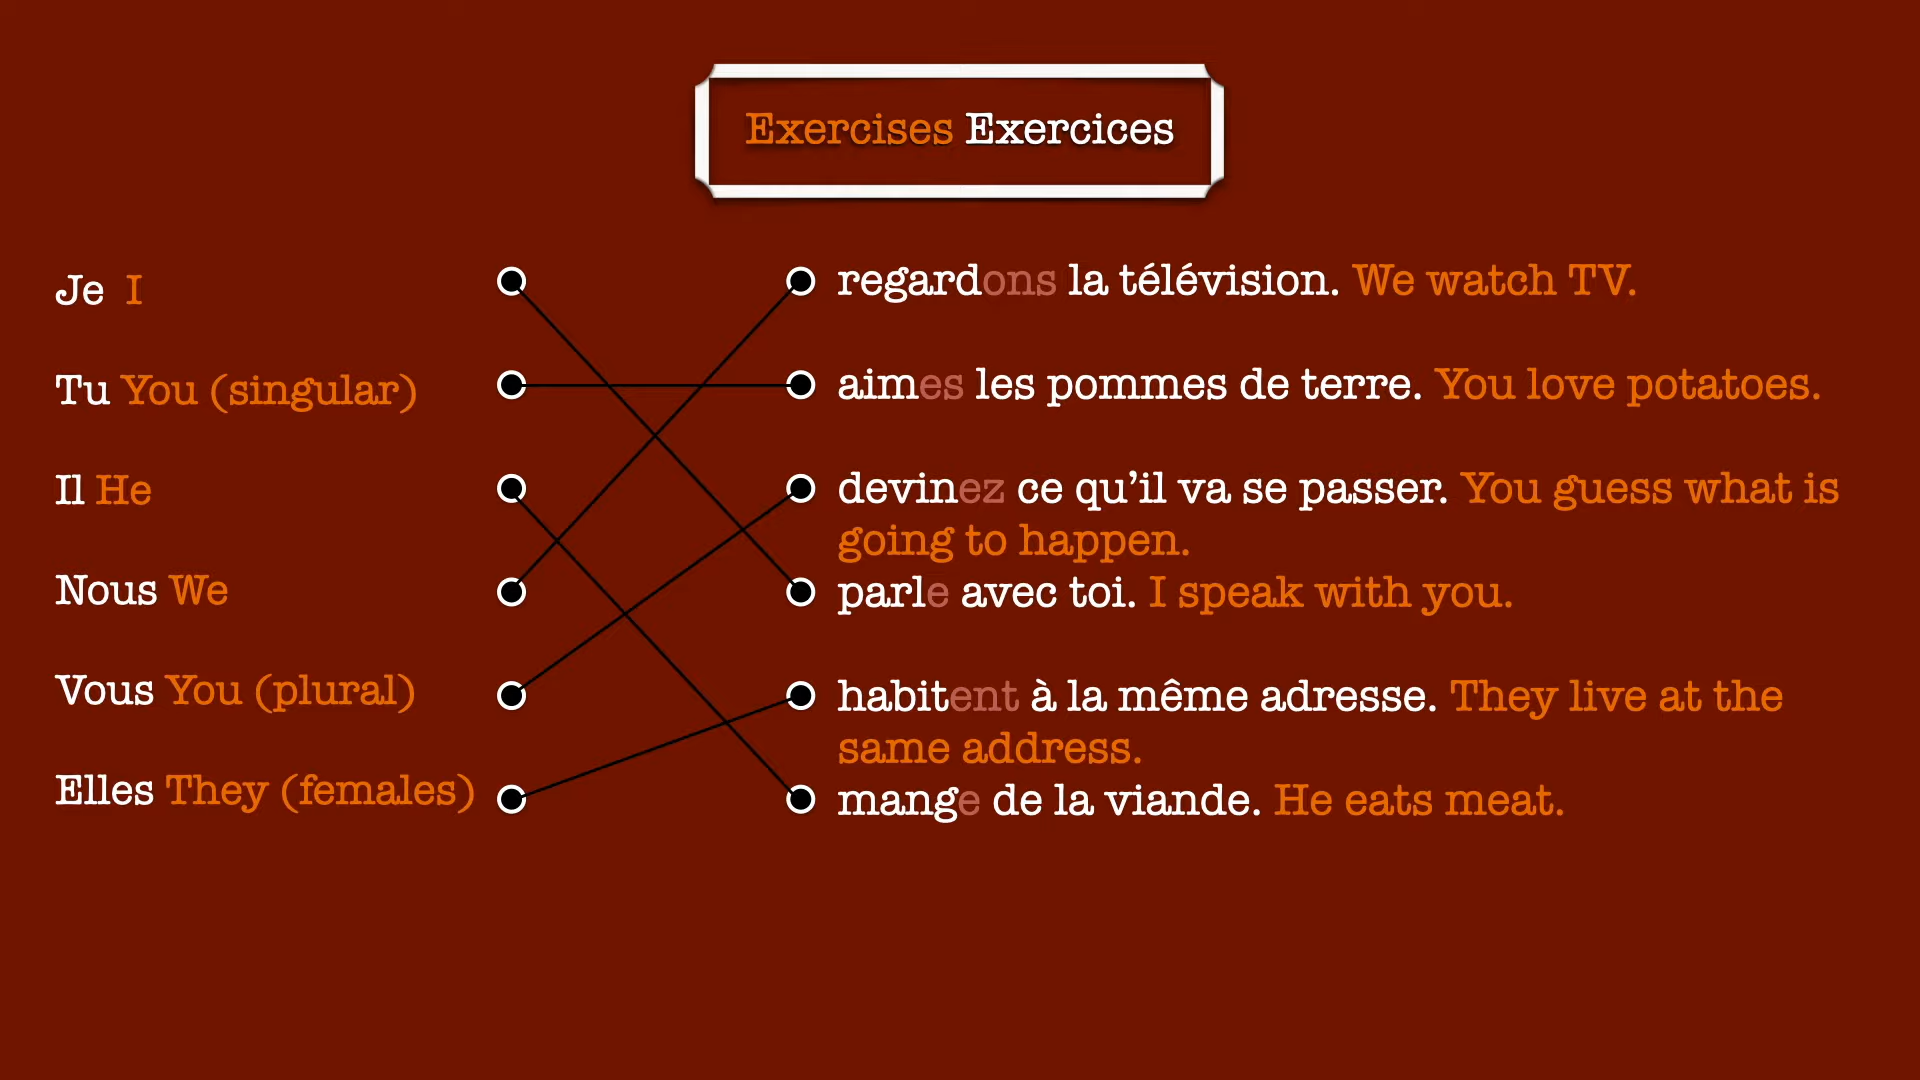 Exercises Exercices
Je I
Tu You (singular)
Il He
Nous We
Vous You (plural)
Elles They (females)
regardons la télévision. We watch TV.
aimes les pommes de terre. You love potatoes.
devinez ce qu’il va se passer. You guess what is
going to happen.
parle avec toi. I speak with you.
habitent à la même adresse. They live at the
same address.
mange de la viande. He eats meat.